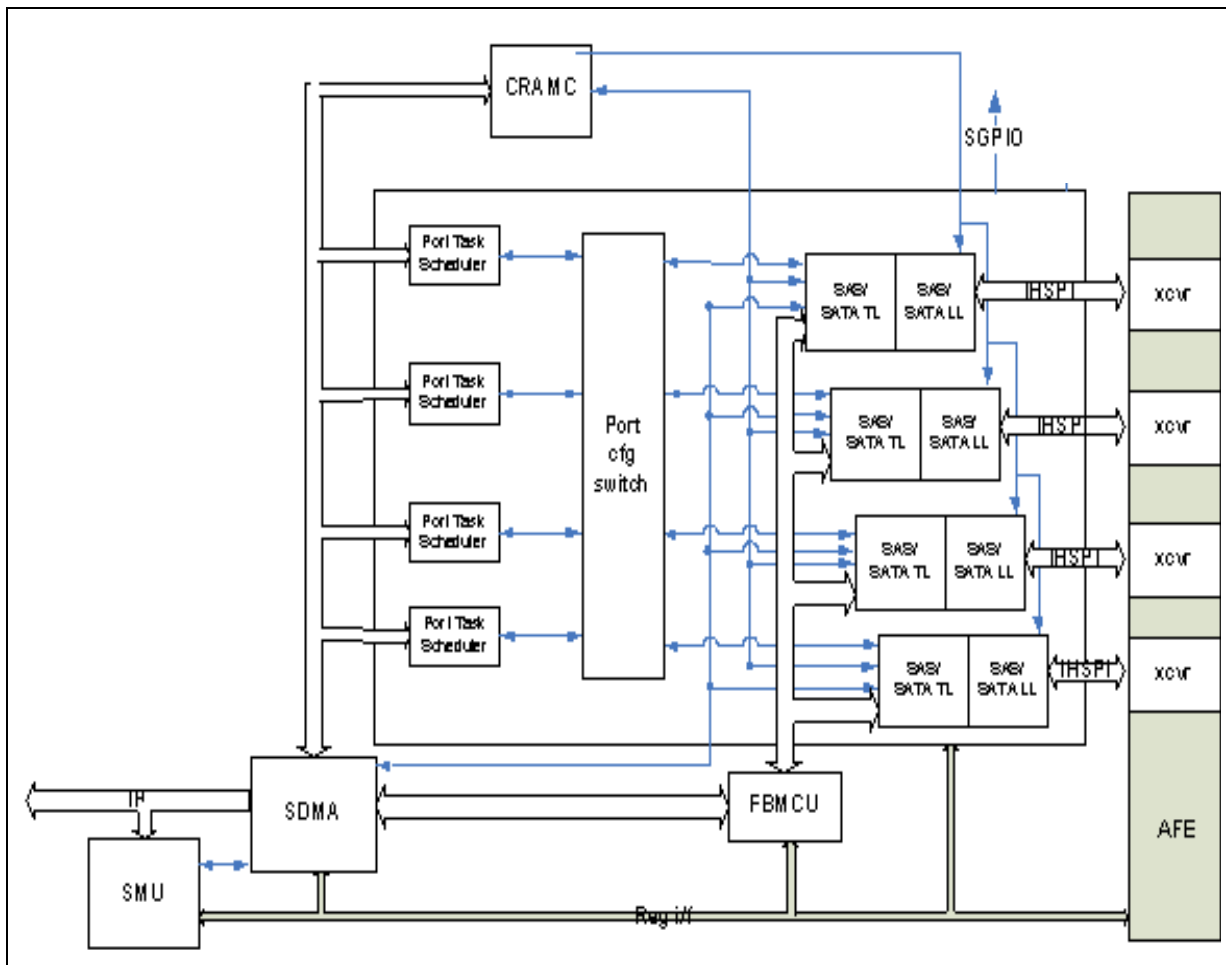 CRAMC
SGPIO
Port Task
Scheduler
SAS/
SATA TL
SAS/
SATA LL
IHSPI
xcvr
Port Task
Scheduler
SAS/
SATA TL
SAS/
SATA LL
IHSPI
xcvr
Port
cfg
switch
Port Task
Scheduler
SAS/
SATA TL
SAS/
SATA LL
IHSPI
xcvr
Port Task
Scheduler
SAS/
SATA TL
SAS/
SATA LL
IHSPI
xcvr
SDMA
FBMCU
AFE
SMU
Reg i/f